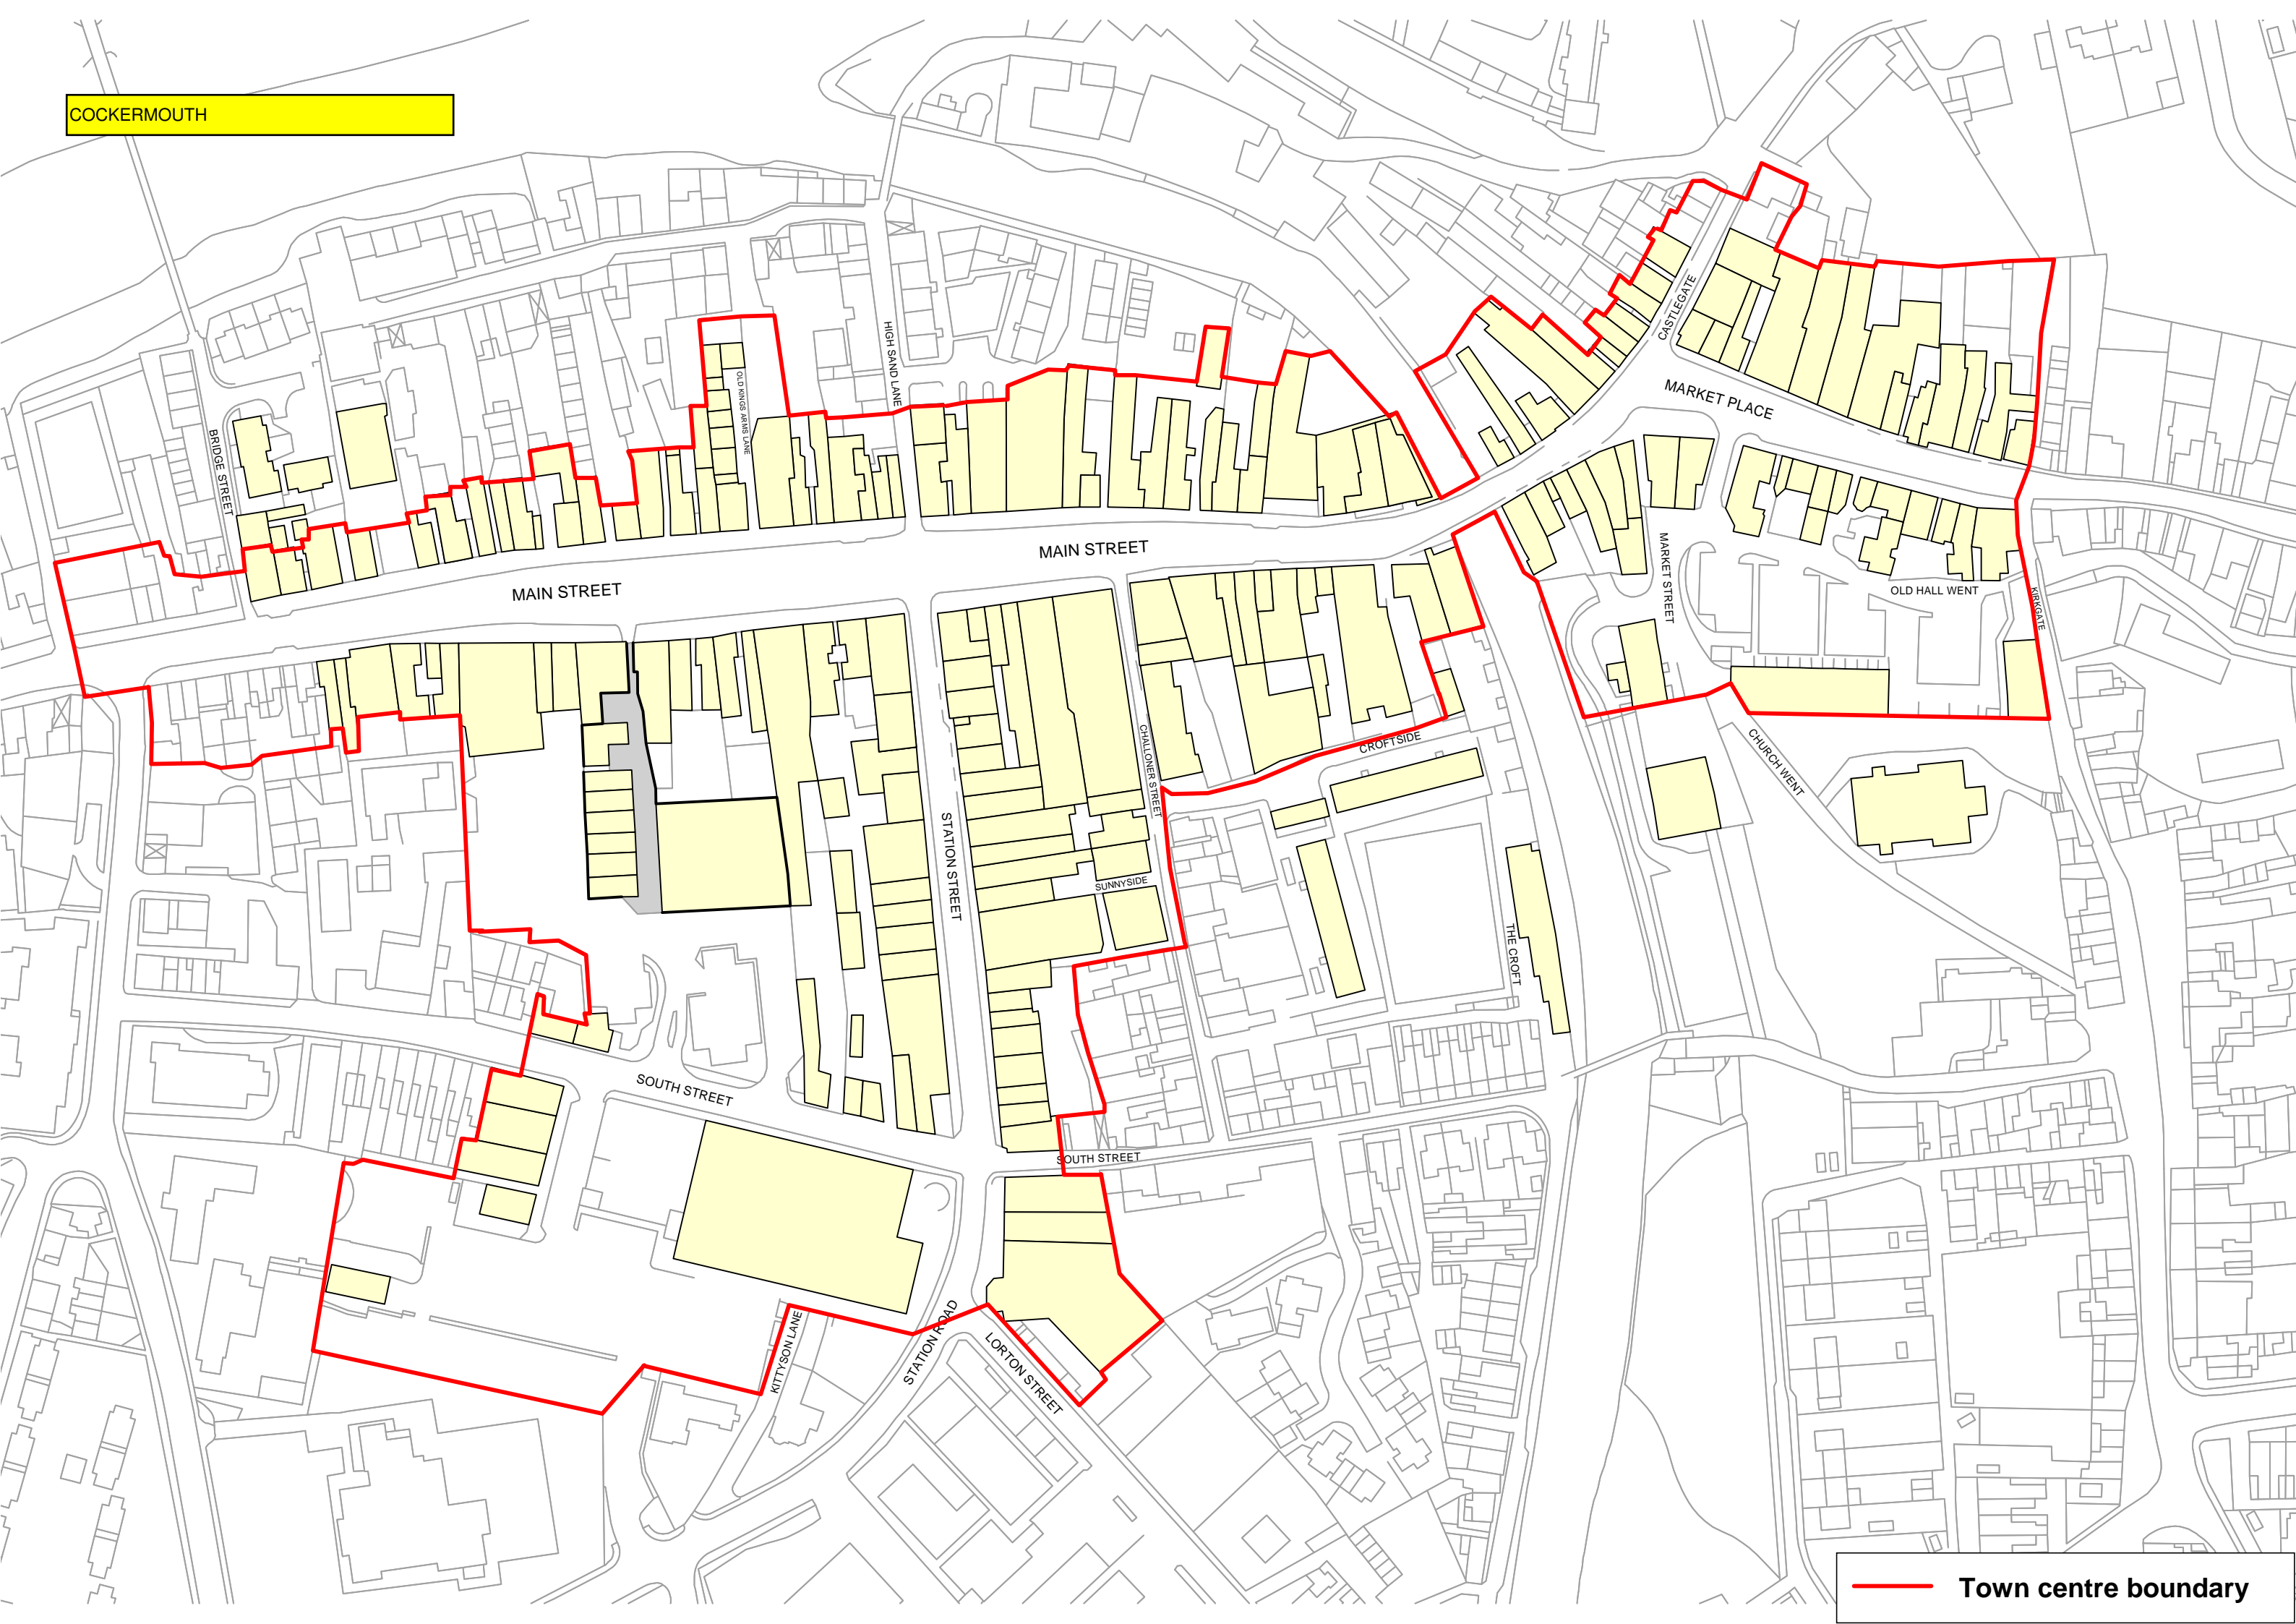 COCKERMOUTH
BRIDGE STREET
HIGH SAND LANE
OLD KINGS ARMS LANE
CASTLEGATE
MARKET PLACE
MAIN STREET
MAIN STREET
MARKET STREET
OLD HALL WENT
KIRKGATE
CROFTSIDE
CHALLONER STREET
CHURCH WENT
STATION STREET
SUNNYSIDE
THE CROFT
SOUTH STREET
SOUTH STREET
KITTYSON LANE
STATION ROAD
LORTON STREET
Town centre boundary